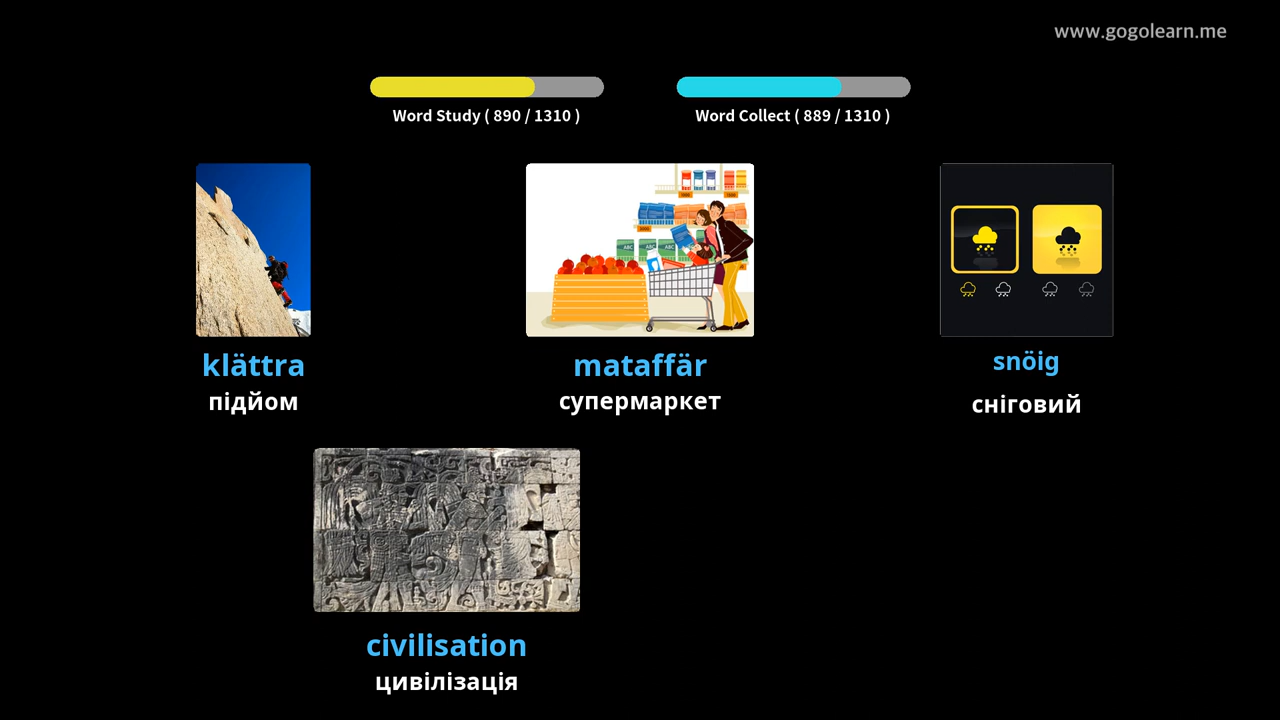 www.gogolearn.me
Word Study ( 890 / 1310 )
Word Collect ( 889 / 1310 )
klättra
підйом
mataffär
супермаркет
snöig
сніговий
civilisation
цивілізація